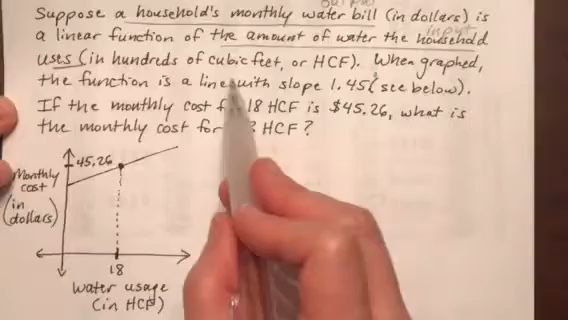 Suppose a household's monthly water bill (in dollars) is
a linear function of the amount of water the household
uses (in hundreds of cubic feet, or HCF). When graphed,
the function is a line with slope 1.45 (see below).
If the monthly cost 18 HCF is $45.26, what is
the monthly cost for HCF?
45.26
Monthly
cost
(in
dollars)
18
water usage
(in HCF)